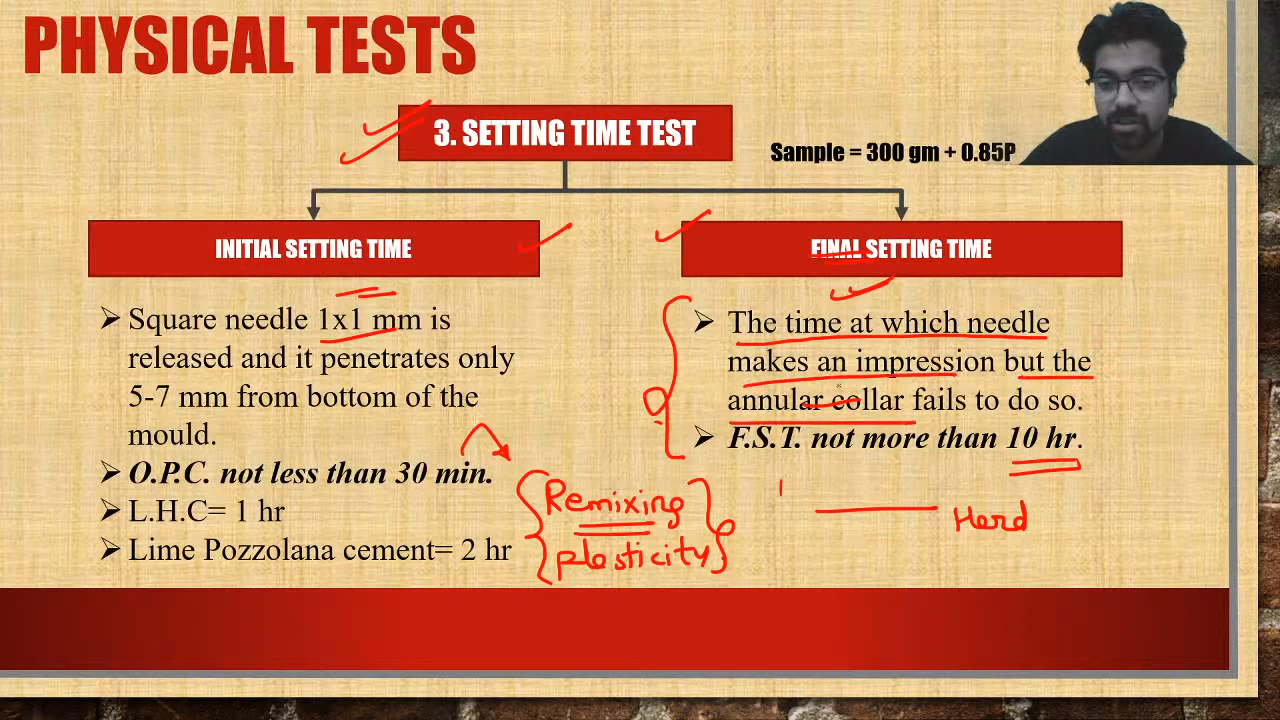 PHYSICAL TESTS
3. SETTING TIME TEST
Sample = 300 gm + 0.85P
INITIAL SETTING TIME
➢ Square needle 1x1 mm is
released and it penetrates only
5-7 mm from bottom of the
mould.
➢ O.P.C. not less than 30 min.
➢ L.H.C= 1 hr
➢ Lime Pozzolana cement= 2 hr
Remixing
plesticity
FINAL SETTING TIME
➢ The time at which needle
makes an impression but the
annular collar fails to do so.
➢ F.S.T. not more than 10 hr.
Hard